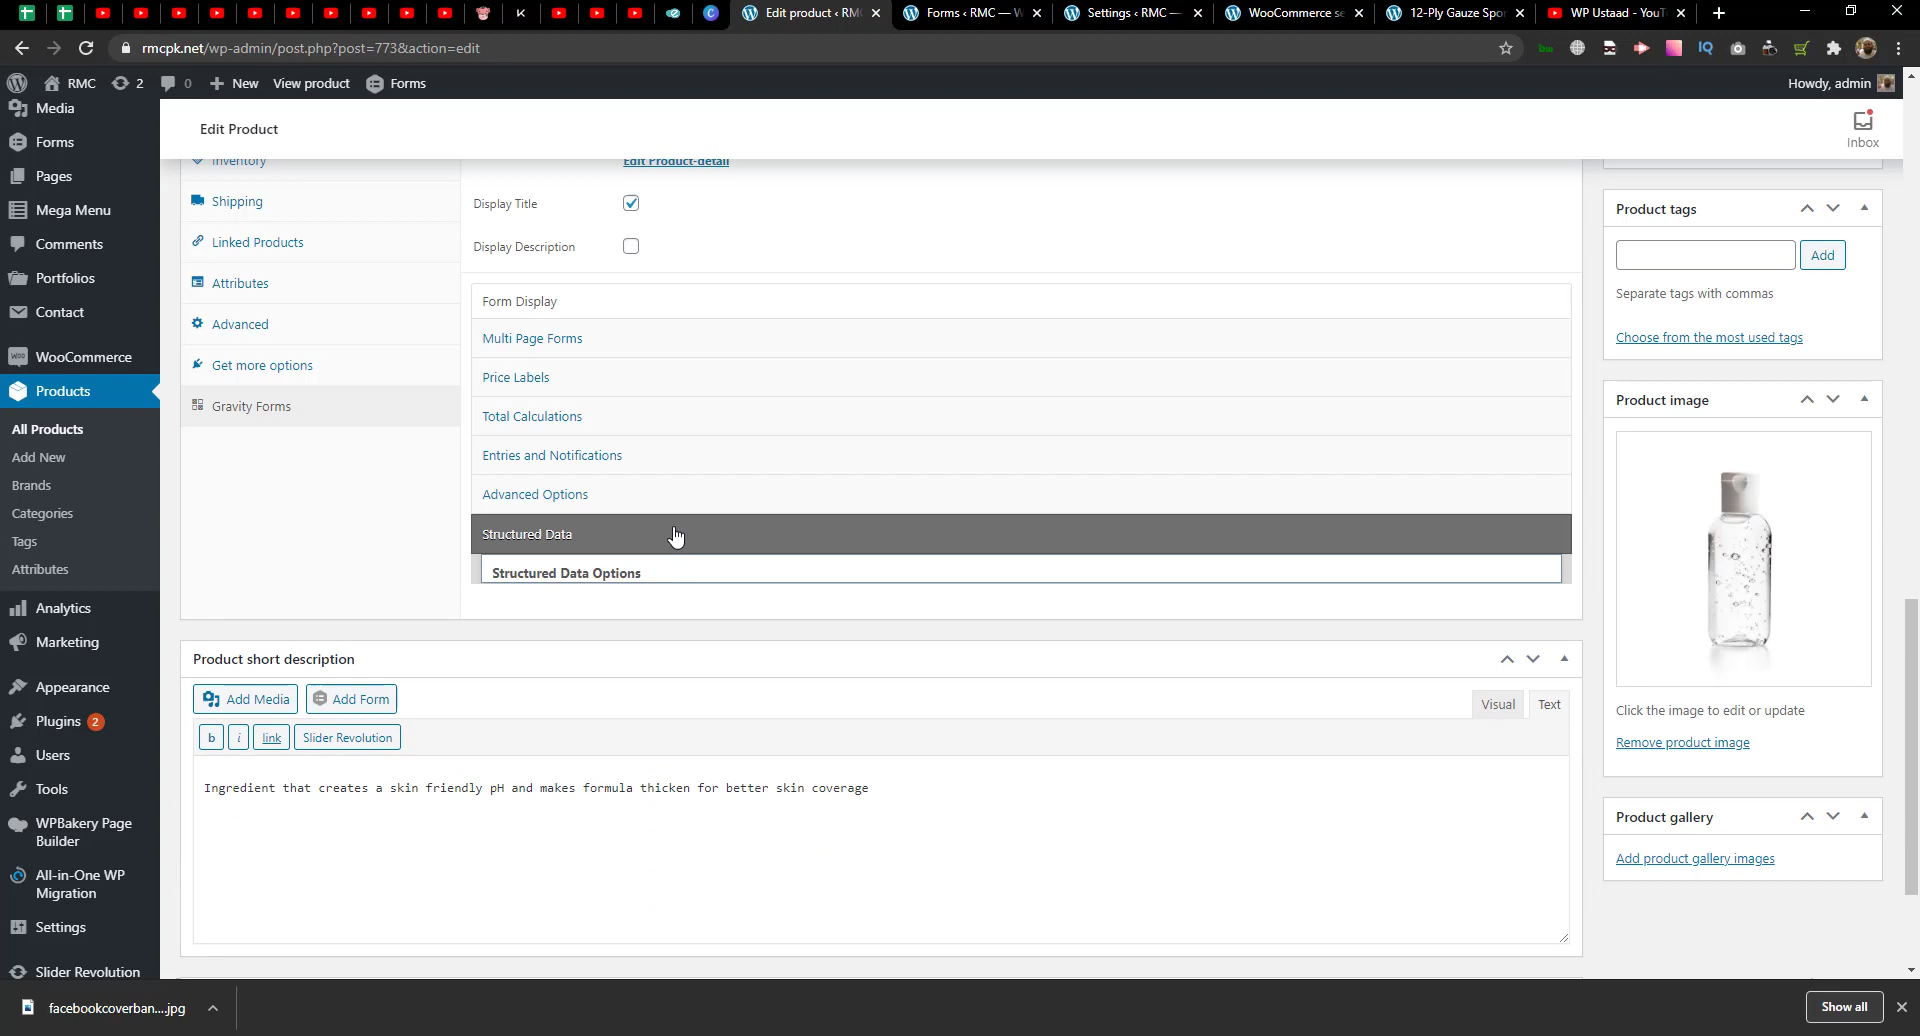 Edit product ‹ RM
Forms ‹ RMC — W
Settings ‹ RMC —
WooCommerce se
12-Ply Gauze Spo
WP Ustaad - YouT
rmcpk.net/wp-admin/post.php?post=773&action=edit
RMC
2
0
New
View product
Forms
Howdy, admin
Media
Forms
Pages
Mega Menu
Comments
Portfolios
Contact
WooCommerce
Products
All Products
Add New
Brands
Categories
Tags
Attributes
Analytics
Marketing
Appearance
Plugins 2
Users
Tools
WPBakery Page
Builder
All-in-One WP
Migration
Settings
Slider Revolution
Edit Product
Inbox
Inventory
Shipping
Linked Products
Attributes
Advanced
Get more options
Gravity Forms
Edit Product-detail
Display Title
Display Description
Form Display
Multi Page Forms
Price Labels
Total Calculations
Entries and Notifications
Advanced Options
Structured Data
Structured Data Options
Product short description
Add Media
Add Form
Visual
Text
b
i
link
Slider Revolution
Ingredient that creates a skin friendly pH and makes formula thicken for better skin coverage
Product tags
Add
Separate tags with commas
Choose from the most used tags
Product image
Click the image to edit or update
Remove product image
Product gallery
Add product gallery images
facebookcoverban....jpg
Show all